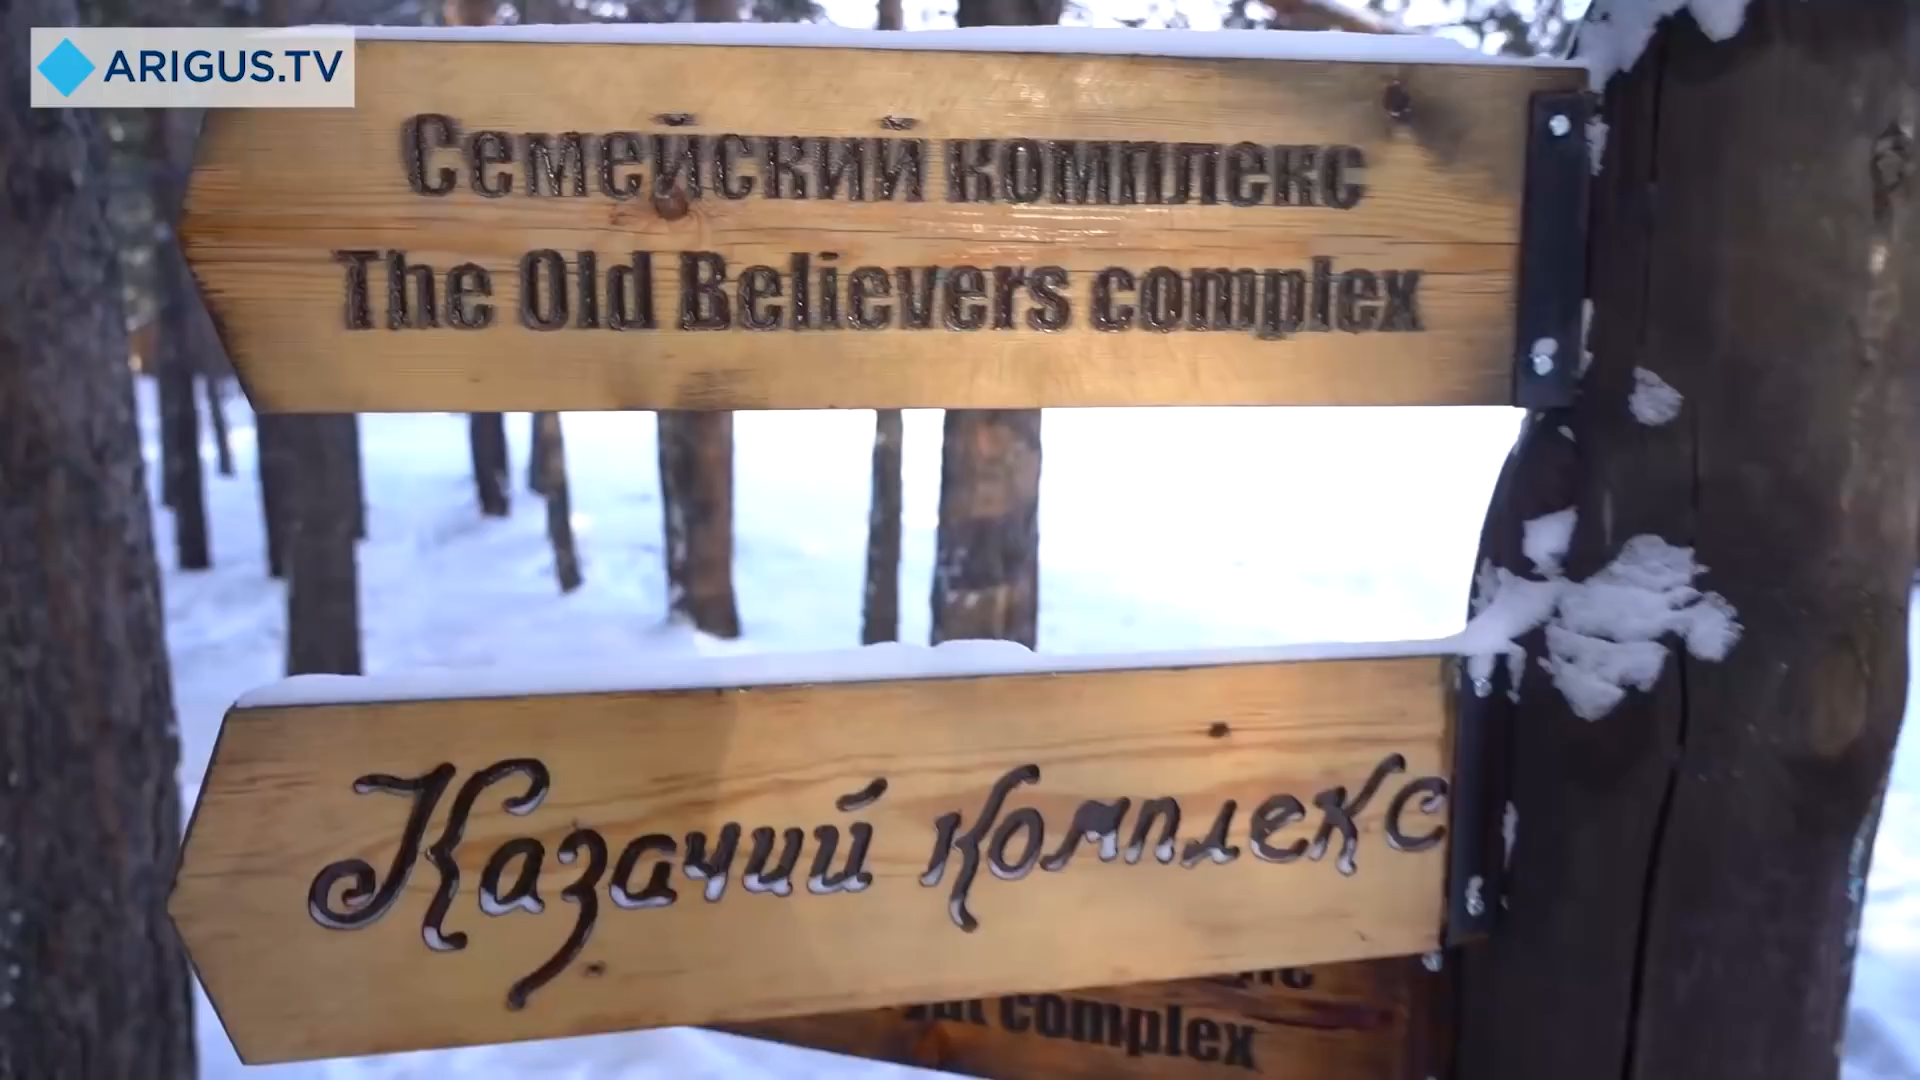 ARIGUS.TV
Семейский комплекс
The Old Believers complex
Казачий комплекс
complex